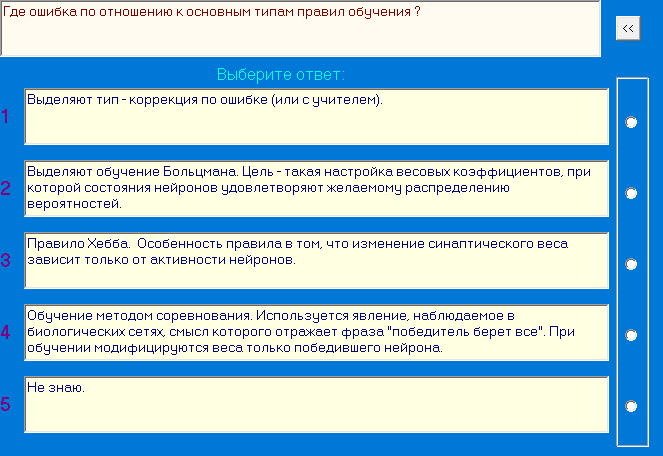 Где ошибка по отношению к основным типам правил обучения ?
<<
Выберите ответ:
1
Выделяют тип - коррекция по ошибке (или с учителем).
2
Выделяют обучение Больцмана. Цель - такая настройка весовых коэффициентов, при
которой состояния нейронов удовлетворяют желаемому распределению
вероятностей.
3
Правило Хебба. Особенность правила в том, что изменение синаптического веса
зависит только от активности нейронов.
4
Обучение методом соревнования. Используется явление, наблюдаемое в
биологических сетях, смысл которого отражает фраза "победитель берет все". При
обучении модифицируются веса только победившего нейрона.
5
Не знаю.